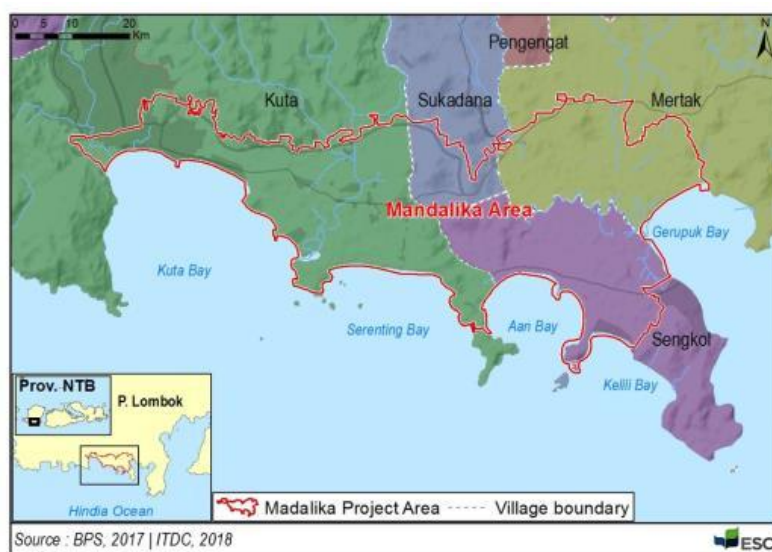 0 5 10 20
Km
N
Pengengat
Kuta
Sukadana
Mertak
Mandalika Area
Gerupuk Bay
Kuta Bay
Serenting Bay
Aan Bay
Sengkol
Kelili Bay
Prov. NTB
P. Lombok
Hindia Ocean
Madalika Project Area
Village boundary
Source : BPS, 2017 | ITDC, 2018
ESC